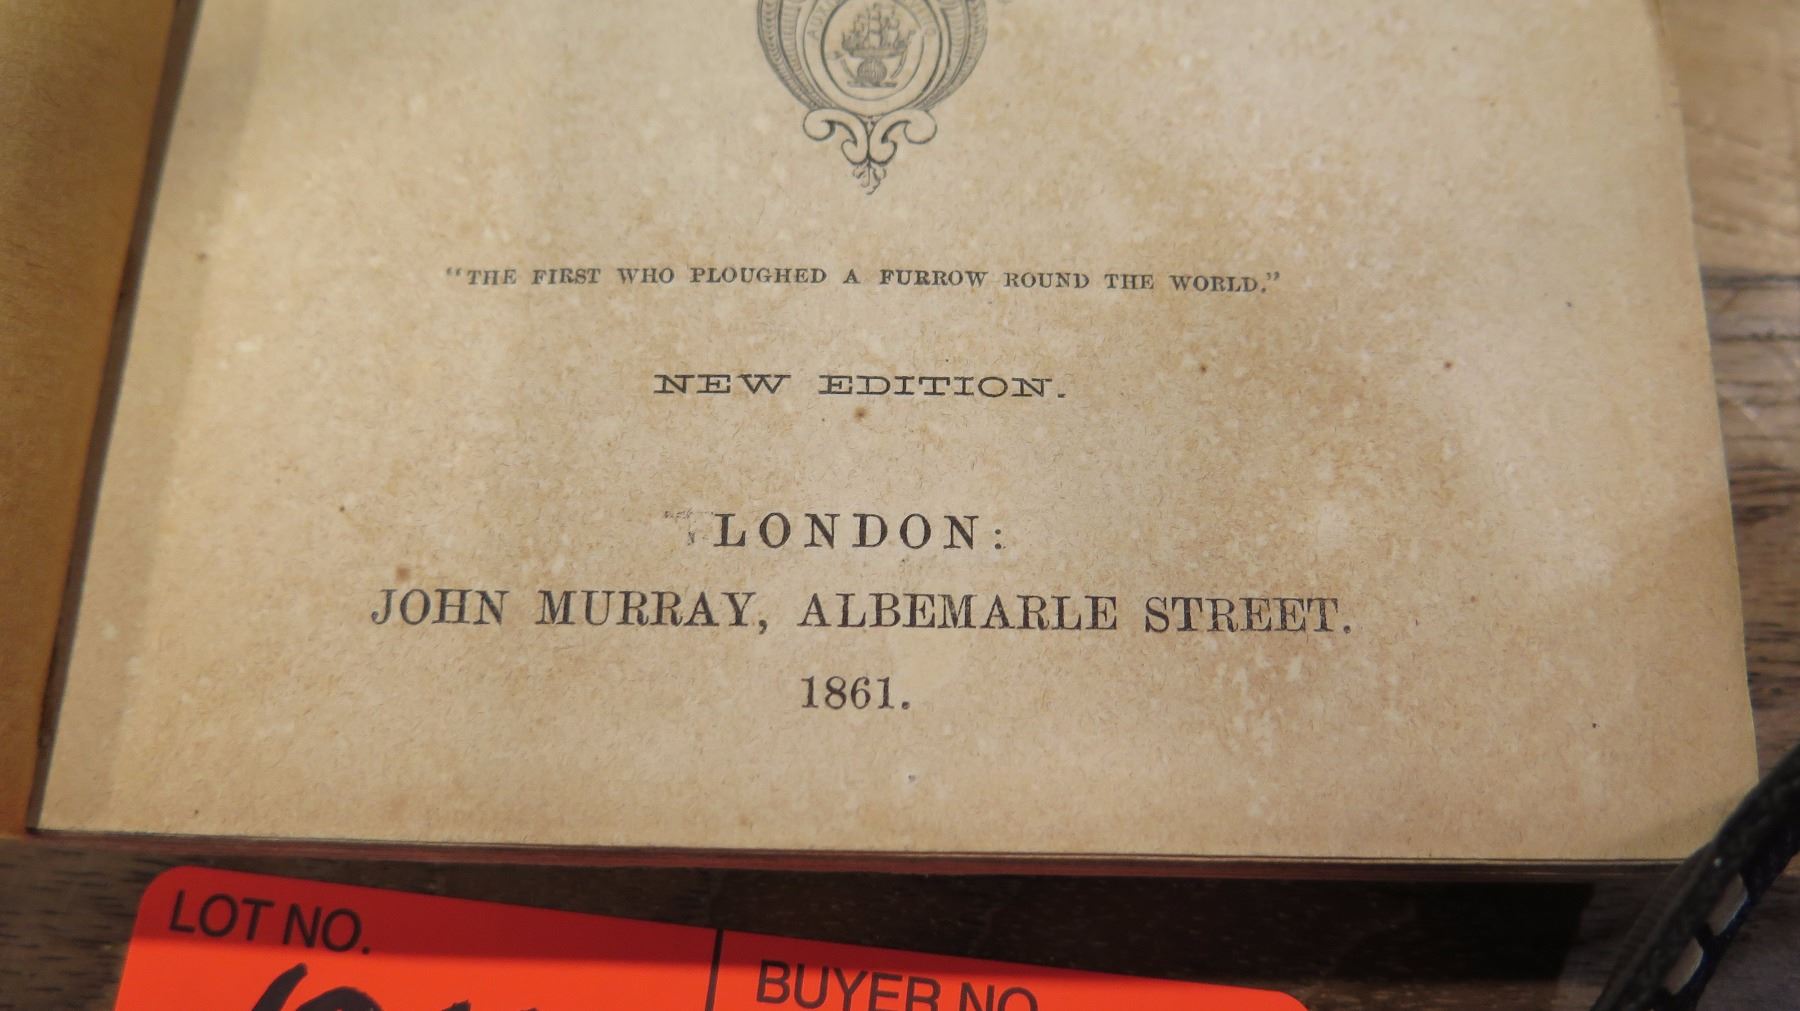 "THE FIRST WHO PLOUGHED A FURROW ROUND THE WORLD."
NEW EDITION.
LONDON:
JOHN MURRAY, ALBEMARLE STREET.
1861.
LOT NO.
BUYER NO.